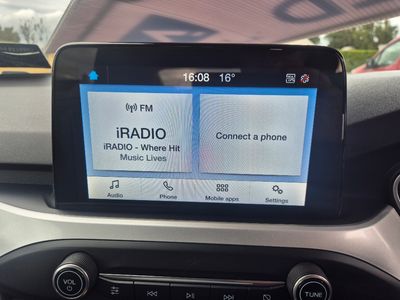 16:08 16°
FM
iRADIO
iRADIO - Where Hit
Music Lives
Connect a phone
Audio
Phone
Mobile apps
Settings
VOL
TUNE